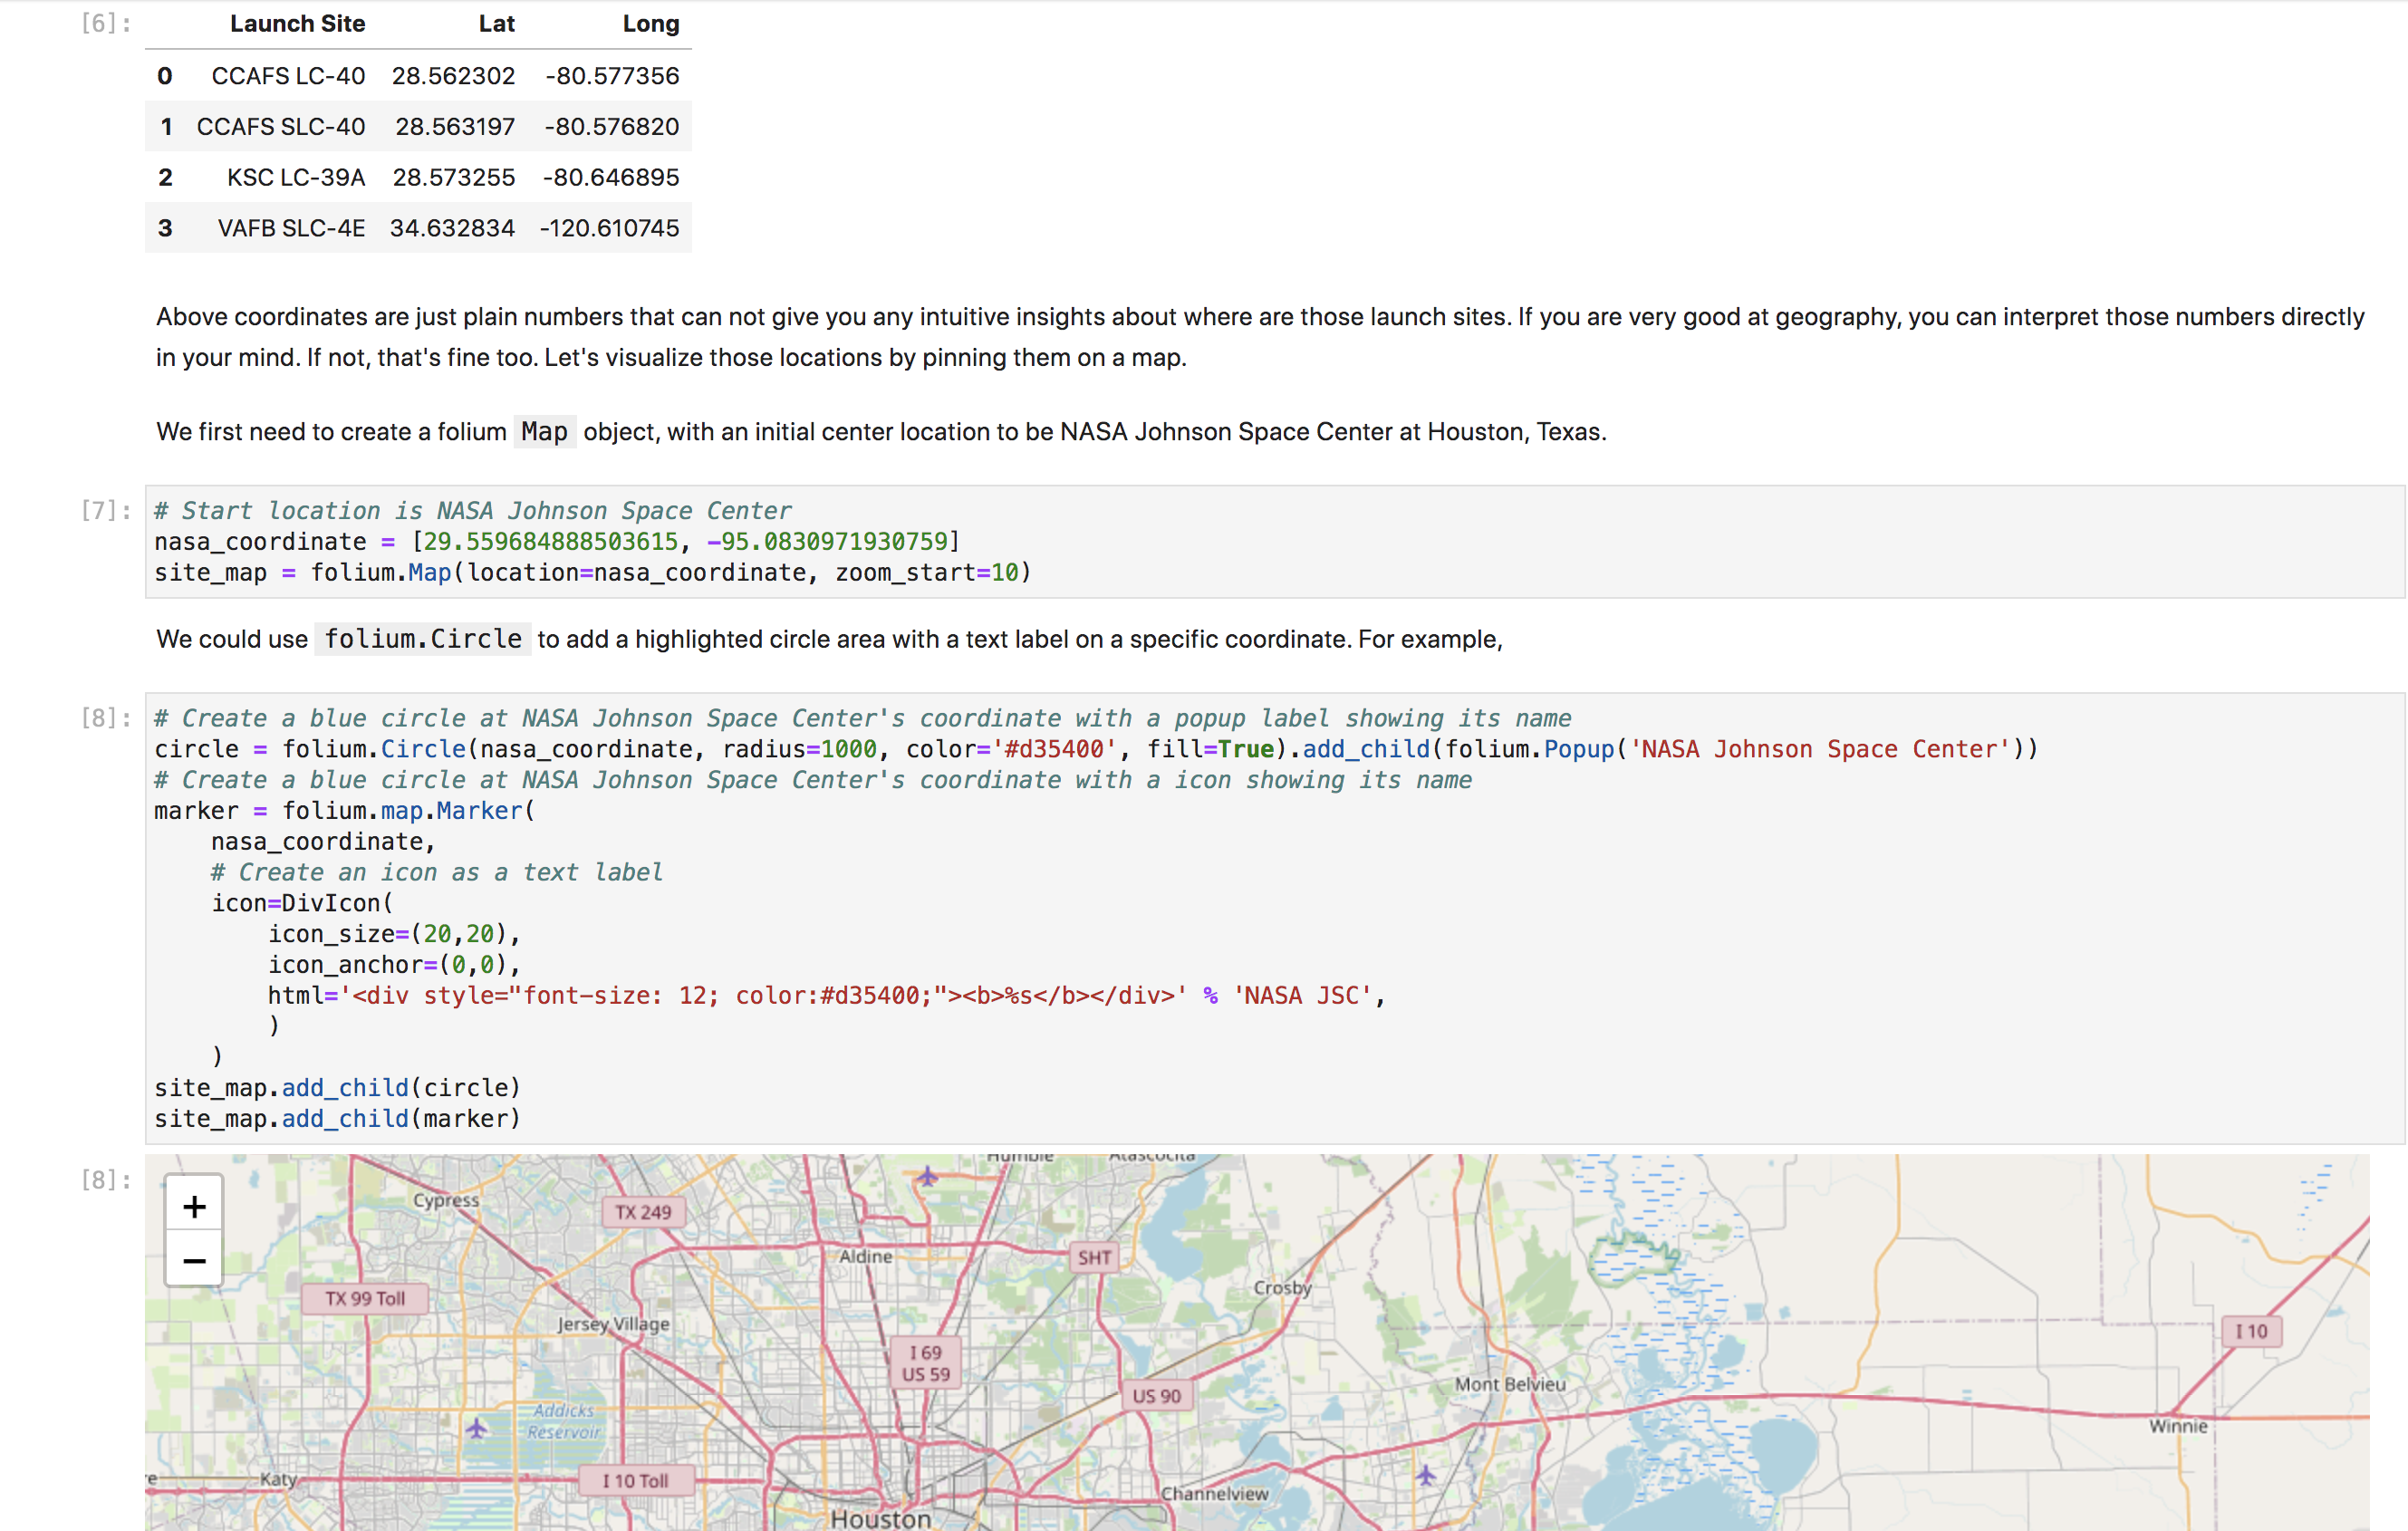 [6]:
Launch Site Lat Long
0 CCAFS LC-40 28.562302 -80.577356
1 CCAFS SLC-40 28.563197 -80.576820
2 KSC LC-39A 28.573255 -80.646895
3 VAFB SLC-4E 34.632834 -120.610745
Above coordinates are just plain numbers that can not give you any intuitive insights about where are those launch sites. If you are very good at geography, you can interpret those numbers directly
in your mind. If not, that's fine too. Let's visualize those locations by pinning them on a map.
We first need to create a folium Map object, with an initial center location to be NASA Johnson Space Center at Houston, Texas.
[7]:
# Start location is NASA Johnson Space Center
nasa_coordinate = [29.559684888503615, -95.0830971930759]
site_map = folium.Map(location=nasa_coordinate, zoom_start=10)
We could use folium.Circle to add a highlighted circle area with a text label on a specific coordinate. For example,
[8]:
# Create a blue circle at NASA Johnson Space Center's coordinate with a popup label showing its name
circle = folium.Circle(nasa_coordinate, radius=1000, color='#d35400', fill=True).add_child(folium.Popup('NASA Johnson Space Center'))
# Create a blue circle at NASA Johnson Space Center's coordinate with a icon showing its name
marker = folium.map.Marker(
    nasa_coordinate,
    # Create an icon as a text label
    icon=DivIcon(
        icon_size=(20,20),
        icon_anchor=(0,0),
        html='<div style="font-size: 12; color:#d35400;"><b>%s</b></div>' % 'NASA JSC',
        )
    )
site_map.add_child(circle)
site_map.add_child(marker)
[8]:
+
−
Humble
Atascocita
Cypress
TX 249
Aldine
SHT
Crosby
TX 99 Toll
Jersey Village
I 69
US 59
I 10
Mont Belvieu
US 90
Addicks
Reservoir
Winnie
Katy
I 10 Toll
Channelview
Houston